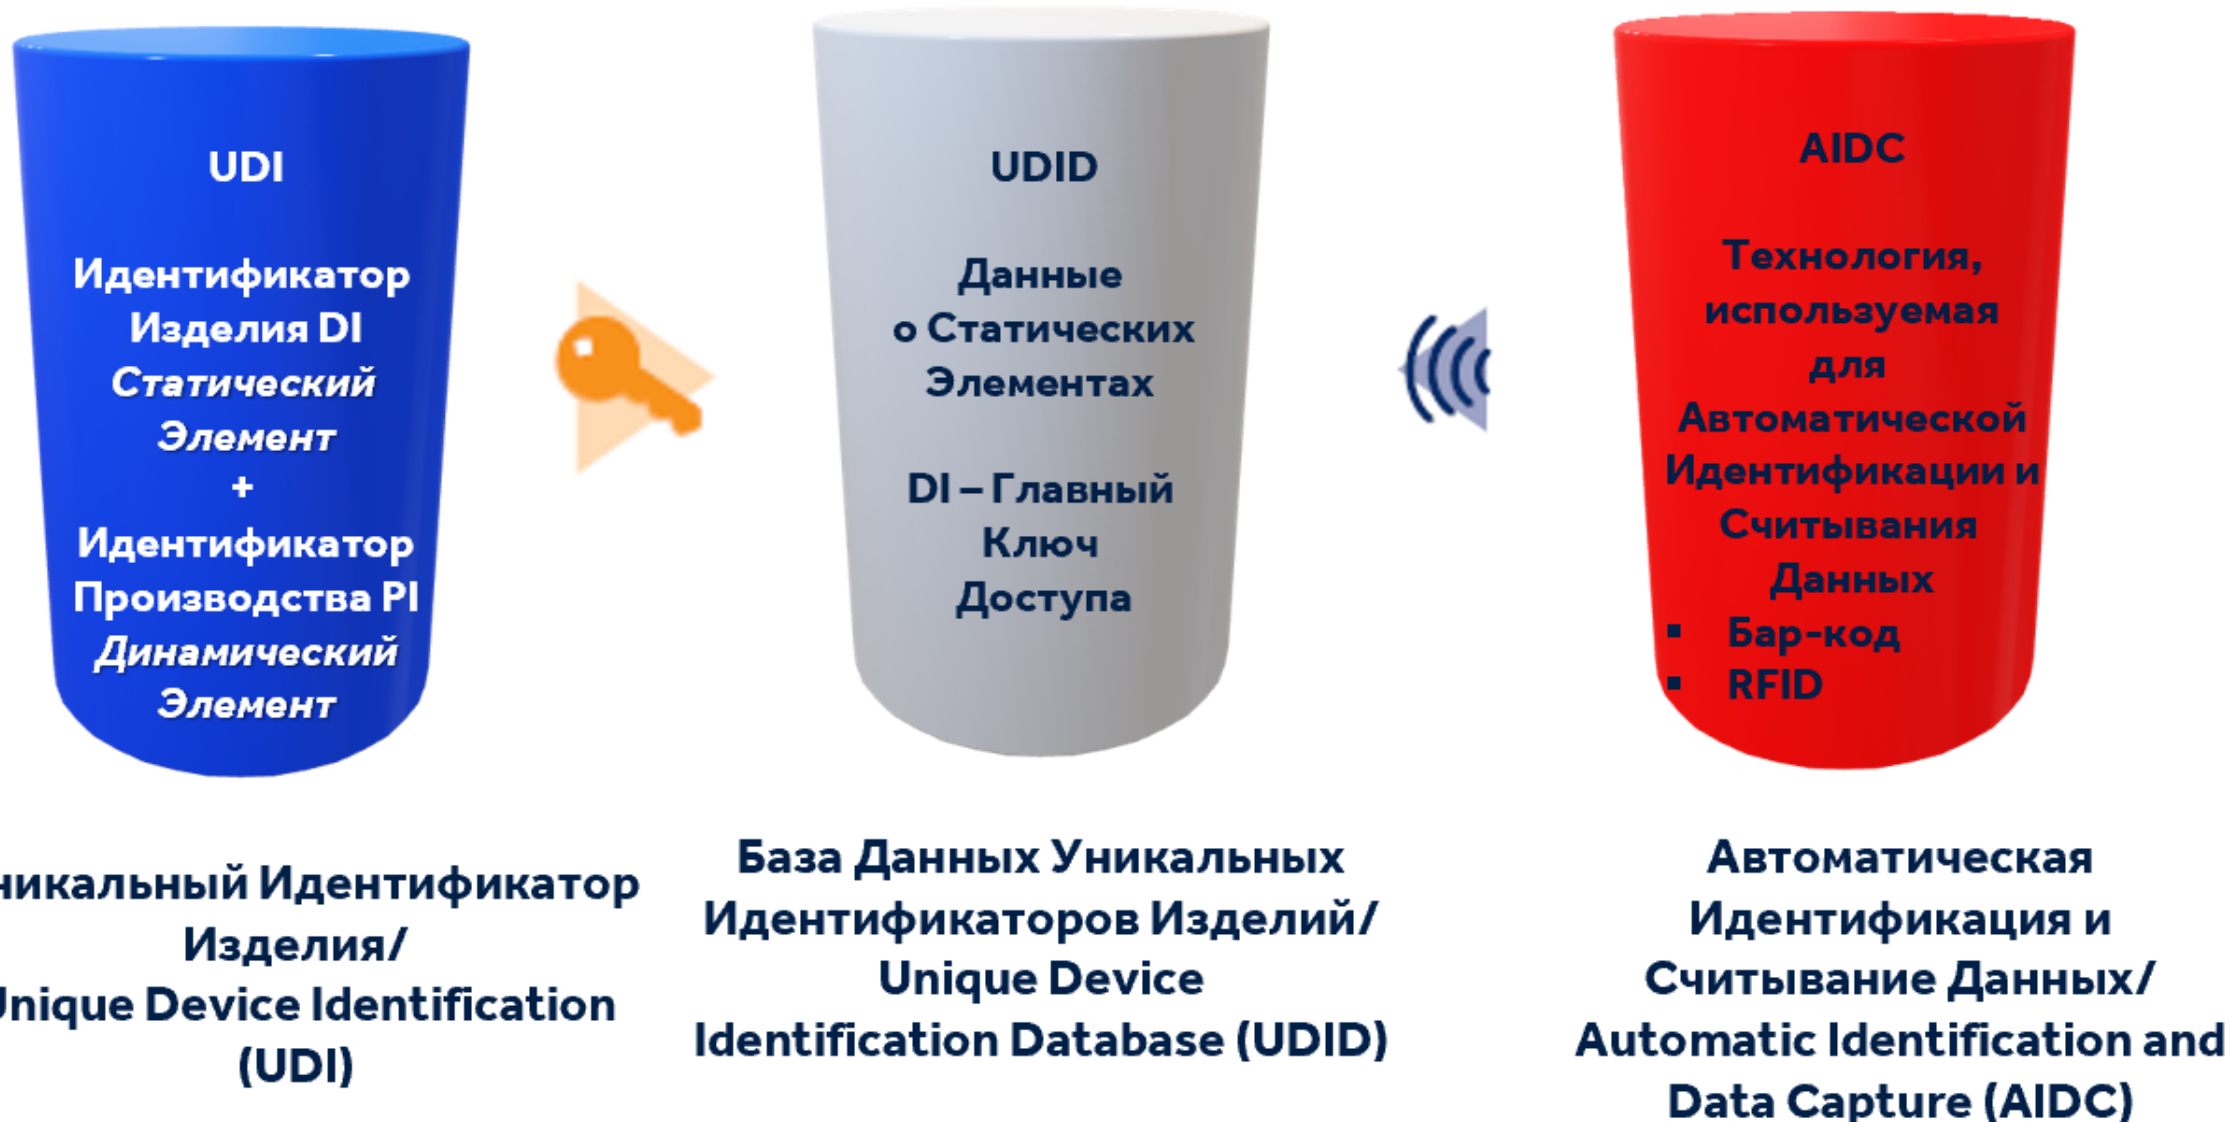 UDI
Идентификатор
Изделия DI
Статический
Элемент
+
Идентификатор
Производства PI
Динамический
Элемент
никальный Идентификатор
Изделия/
Unique Device Identification
(UDI)
UDID
Данные
о Статических
Элементах
DI – Главный
Ключ
Доступа
База Данных Уникальных
Идентификаторов Изделий/
Unique Device
Identification Database (UDID)
AIDC
Технология,
используемая
для
Автоматической
Идентификации и
Считывания
Данных
▪ Бар-код
▪ RFID
Автоматическая
Идентификация и
Считывание Данных/
Automatic Identification and
Data Capture (AIDC)